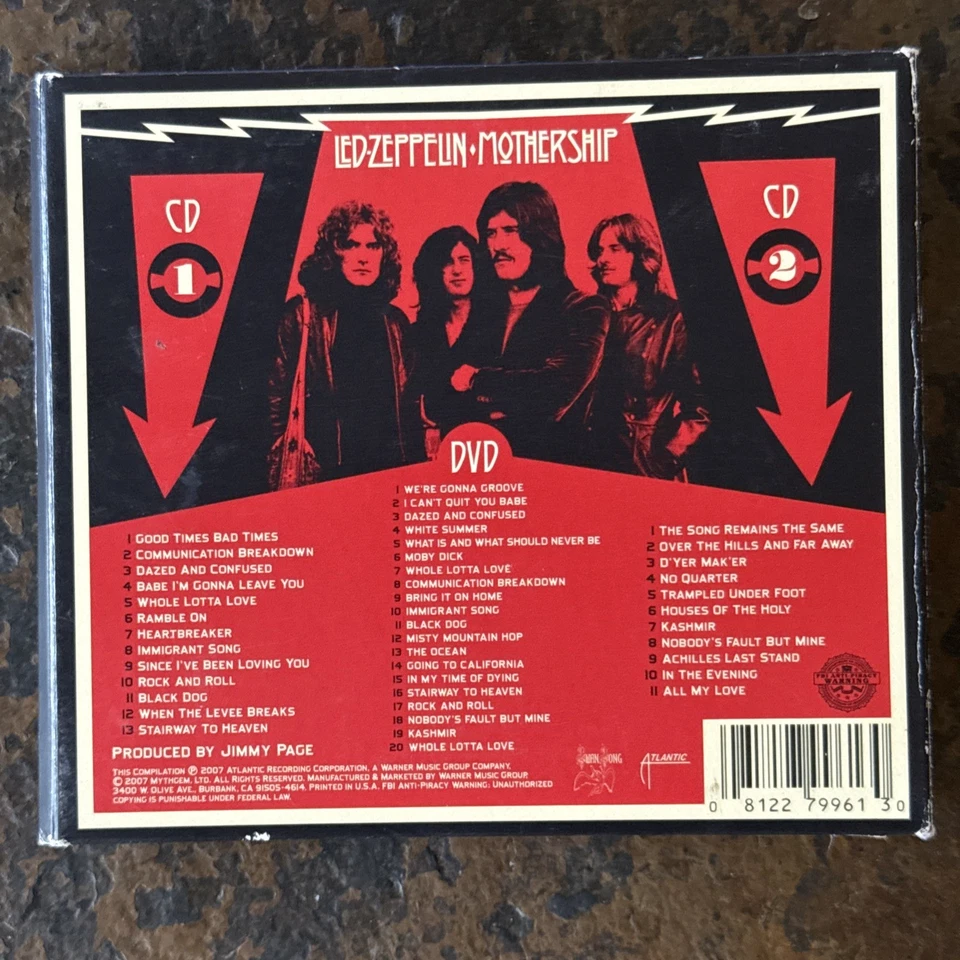 LED·ZEPPELIN · MOTHERSHIP
CD
1
CD
2
DVD
1 GOOD TIMES BAD TIMES
2 COMMUNICATION BREAKDOWN
3 DAZED AND CONFUSED
4 BABE I'M GONNA LEAVE YOU
5 WHOLE LOTTA LOVE
6 RAMBLE ON
7 HEARTBREAKER
8 IMMIGRANT SONG
9 SINCE I'VE BEEN LOVING YOU
10 ROCK AND ROLL
11 BLACK DOG
12 WHEN THE LEVEE BREAKS
13 STAIRWAY TO HEAVEN
1 WE'RE GONNA GROOVE
2 I CAN'T QUIT YOU BABE
3 DAZED AND CONFUSED
4 WHITE SUMMER
5 WHAT IS AND WHAT SHOULD NEVER BE
6 MOBY DICK
7 WHOLE LOTTA LOVE
8 COMMUNICATION BREAKDOWN
9 BRING IT ON HOME
10 IMMIGRANT SONG
11 BLACK DOG
12 MISTY MOUNTAIN HOP
13 THE OCEAN
14 GOING TO CALIFORNIA
15 IN MY TIME OF DYING
16 STAIRWAY TO HEAVEN
17 ROCK AND ROLL
18 NOBODY'S FAULT BUT MINE
19 KASHMIR
20 WHOLE LOTTA LOVE
1 THE SONG REMAINS THE SAME
2 OVER THE HILLS AND FAR AWAY
3 D'YER MAK'ER
4 NO QUARTER
5 TRAMPLED UNDER FOOT
6 HOUSES OF THE HOLY
7 KASHMIR
8 NOBODY'S FAULT BUT MINE
9 ACHILLES LAST STAND
10 IN THE EVENING
11 ALL MY LOVE
PRODUCED BY JIMMY PAGE
THIS COMPILATION ℗ 2007 ATLANTIC RECORDING CORPORATION, A WARNER MUSIC GROUP COMPANY.
© 2007 MYTHGEM, LTD. ALL RIGHTS RESERVED. MANUFACTURED & MARKETED BY WARNER MUSIC GROUP,
3400 W. OLIVE AVE., BURBANK, CA 91505-4614. PRINTED IN U.S.A. FBI ANTI-PIRACY WARNING: UNAUTHORIZED
COPYING IS PUNISHABLE UNDER FEDERAL LAW.
SWAN SONG
ATLANTIC
FBI ANTI-PIRACY
WARNING
0 81227 99613 0